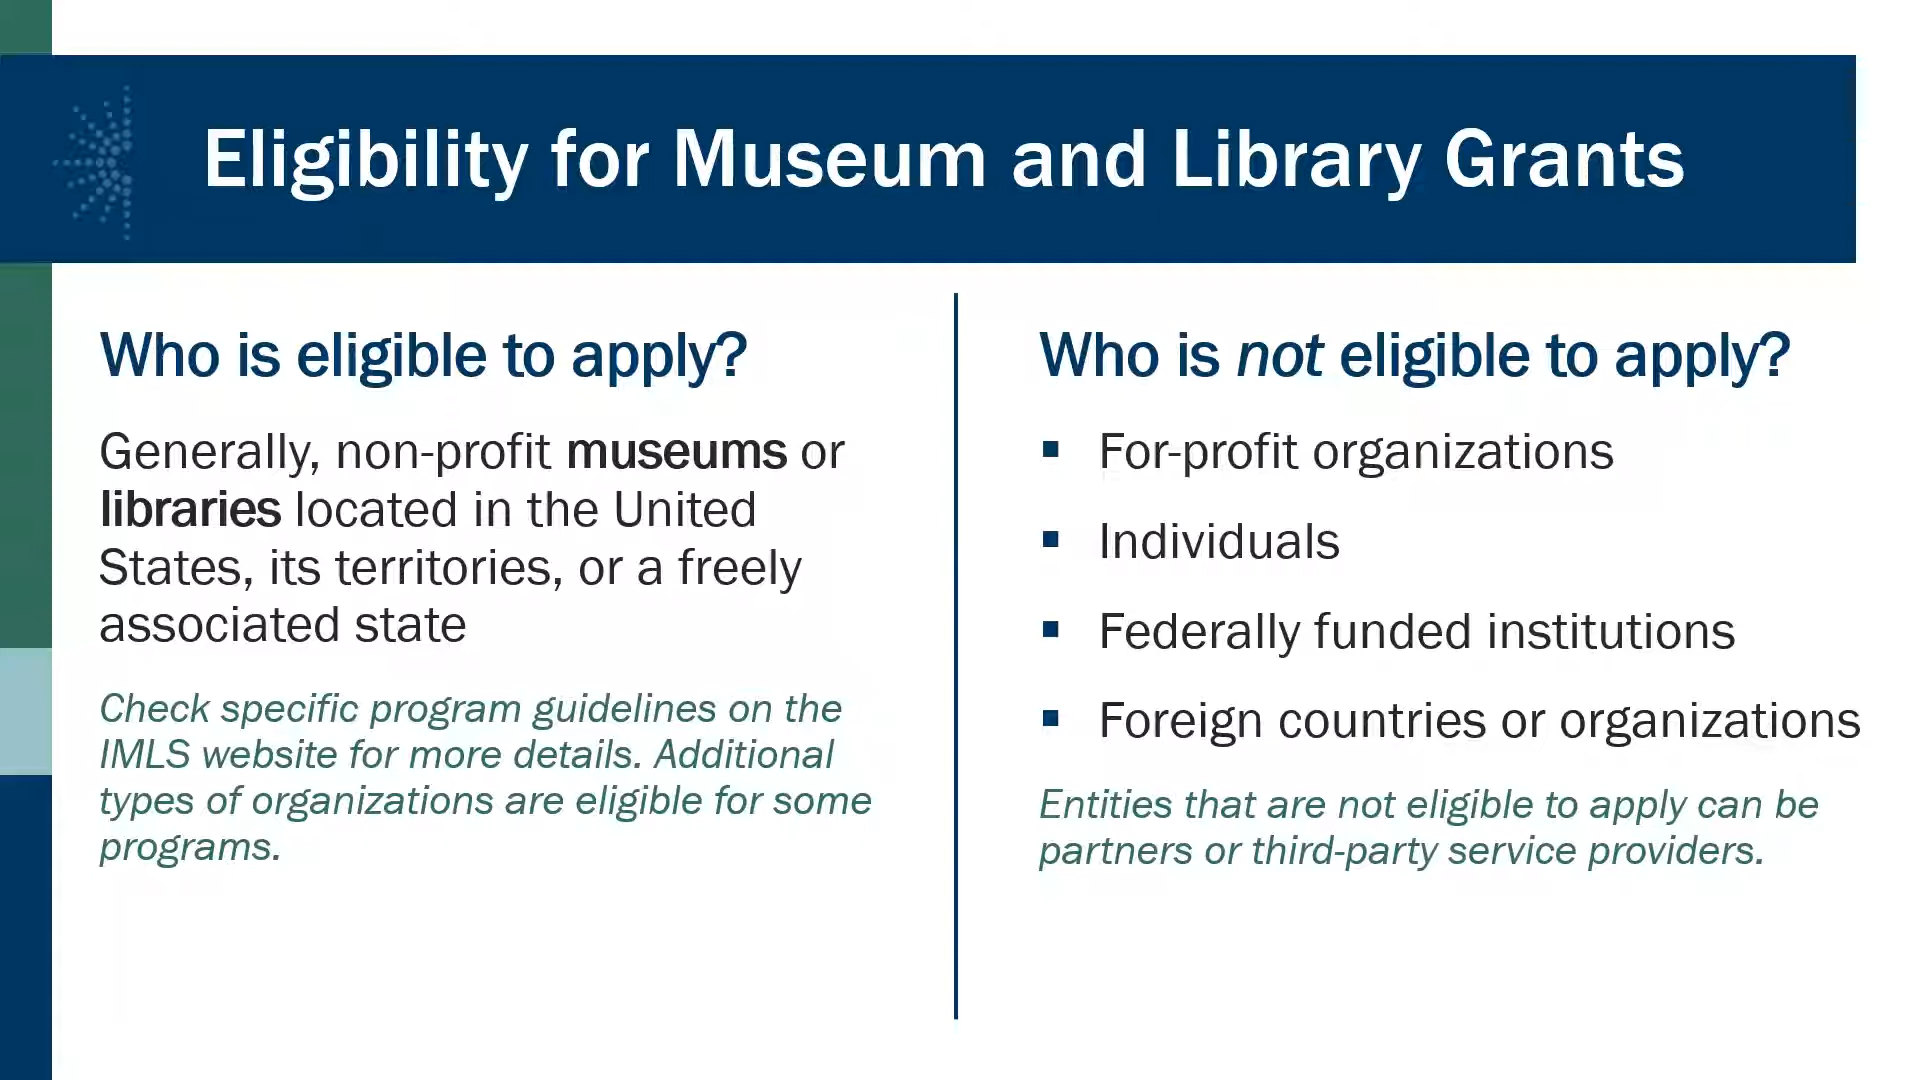 Eligibility for Museum and Library Grants
Who is eligible to apply?
Generally, non-profit museums or
libraries located in the United
States, its territories, or a freely
associated state
Check specific program guidelines on the
IMLS website for more details. Additional
types of organizations are eligible for some
programs.
Who is not eligible to apply?
▪ For-profit organizations
▪ Individuals
▪ Federally funded institutions
▪ Foreign countries or organizations
Entities that are not eligible to apply can be
partners or third-party service providers.